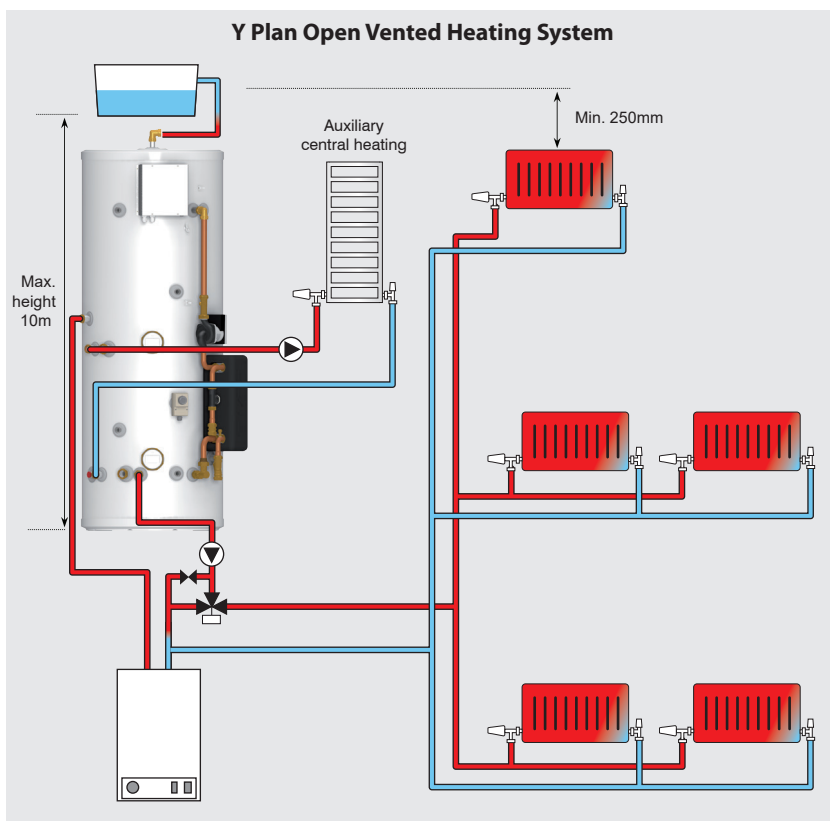 Y Plan Open Vented Heating System
Min. 250mm
Auxiliary
central heating
Max.
height
10m